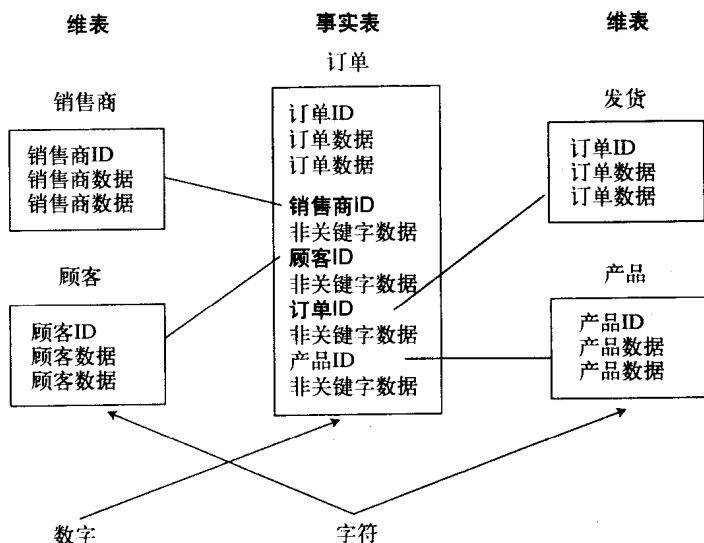 维表
事实表
维表
订单
销售商
发货
销售商ID
销售商数据
销售商数据
订单ID
订单数据
订单数据
销售商ID
非关键字数据
顾客ID
非关键字数据
订单ID
非关键字数据
产品ID
非关键字数据
订单ID
订单数据
订单数据
顾客
产品
顾客ID
顾客数据
顾客数据
产品ID
产品数据
产品数据
数字
字符